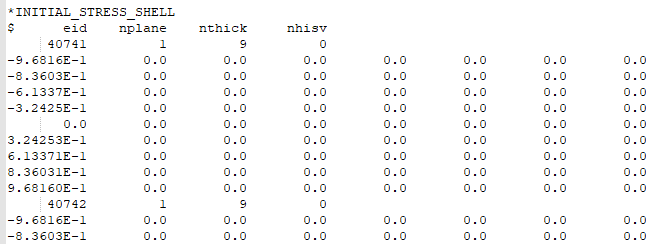 *INITIAL_STRESS_SHELL
$      eid    nplane    nthick     nhisv
     40741         1         9         0
-9.6816E-1       0.0       0.0       0.0       0.0       0.0       0.0       0.0
-8.3603E-1       0.0       0.0       0.0       0.0       0.0       0.0       0.0
-6.1337E-1       0.0       0.0       0.0       0.0       0.0       0.0       0.0
-3.2425E-1       0.0       0.0       0.0       0.0       0.0       0.0       0.0
       0.0       0.0       0.0       0.0       0.0       0.0       0.0       0.0
3.24253E-1       0.0       0.0       0.0       0.0       0.0       0.0       0.0
6.13371E-1       0.0       0.0       0.0       0.0       0.0       0.0       0.0
8.36031E-1       0.0       0.0       0.0       0.0       0.0       0.0       0.0
9.68160E-1       0.0       0.0       0.0       0.0       0.0       0.0       0.0
     40742         1         9         0
-9.6816E-1       0.0       0.0       0.0       0.0       0.0       0.0       0.0
-8.3603E-1       0.0       0.0       0.0       0.0       0.0       0.0       0.0